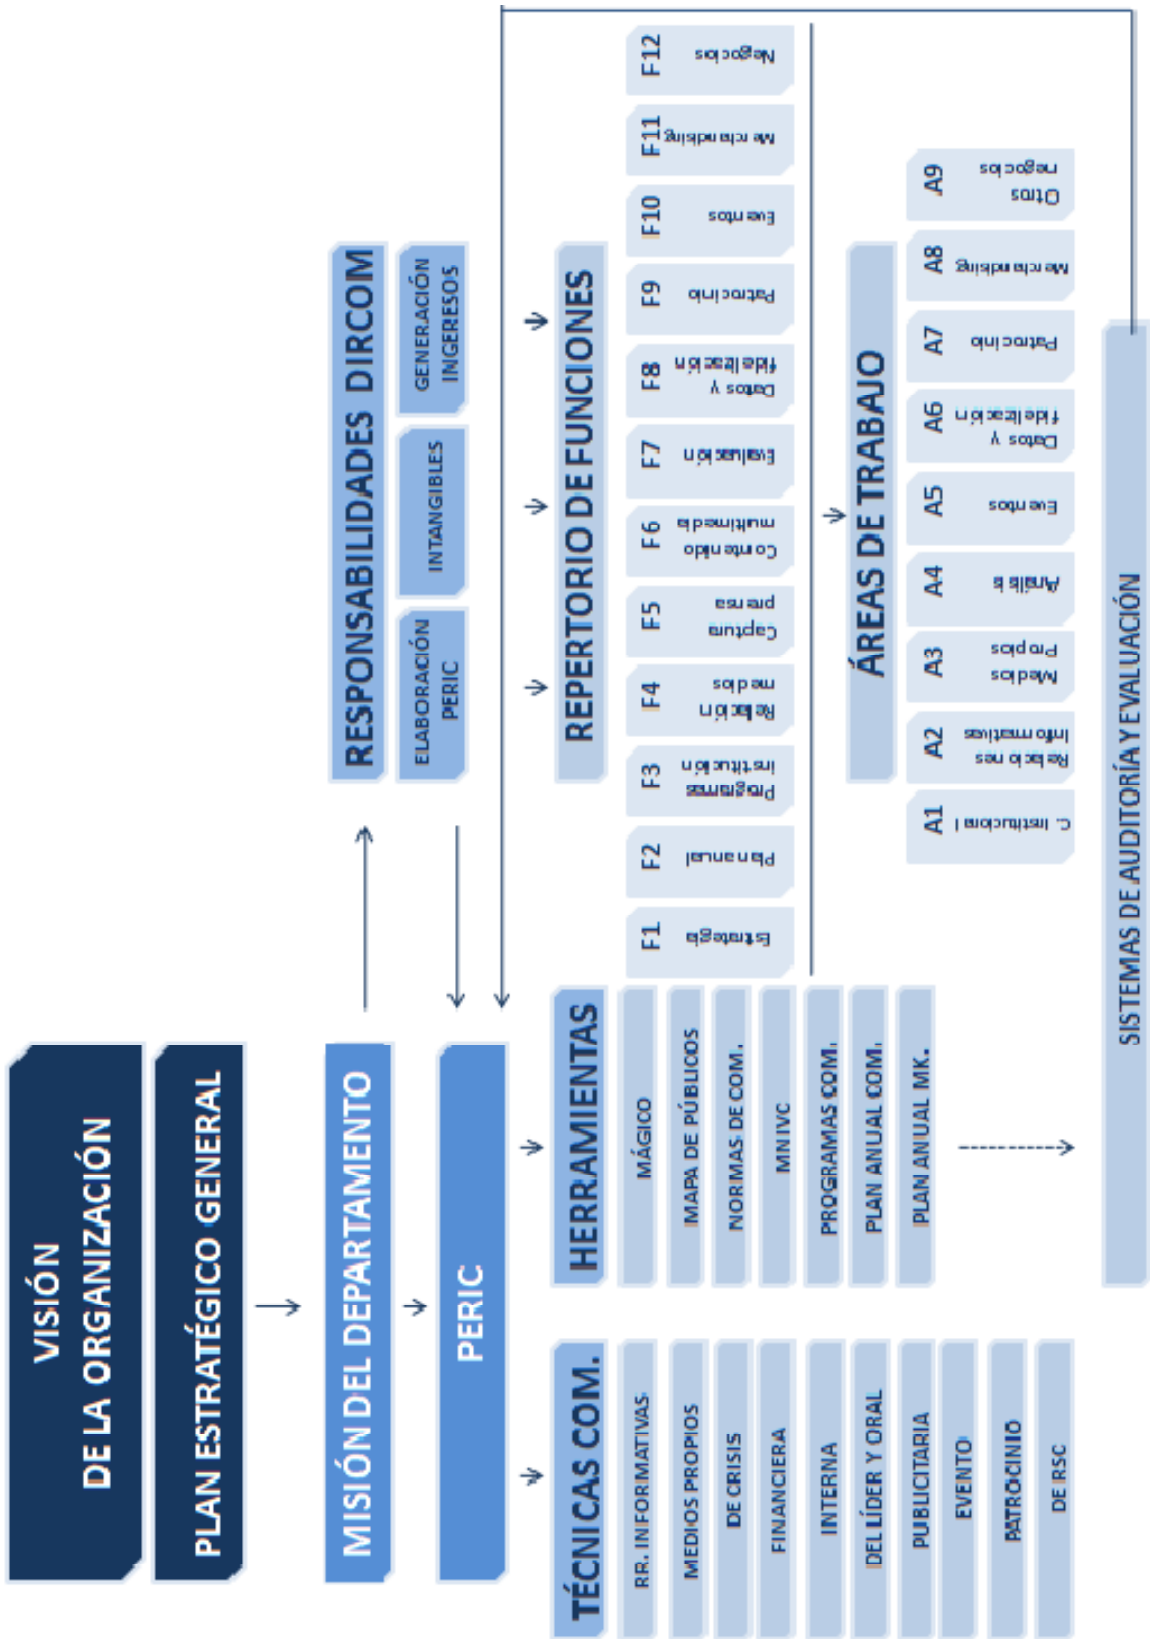 VISIÓN
DE LA ORGANIZACIÓN
PLAN ESTRATÉGICO GENERAL
MISIÓN DEL DEPARTAMENTO
PERIC
RESPONSABILIDADES DIRCOM
ELABORACIÓN
PERIC
INTANGIBLES
GENERACIÓN
INGERESOS
TÉCNICAS COM.
RR. INFORMATIVAS
MEDIOS PROPIOS
DE CRISIS
FINANCIERA
INTERNA
DEL LÍDER Y ORAL
PUBLICITARIA
EVENTO
PATROCINIO
DE RSC
HERRAMIENTAS
MÁGICO
MAPA DE PÚBLICOS
NORMAS DE COM.
MNIVC
PROGRAMAS COM.
PLAN ANUAL COM.
PLAN ANUAL MK.
REPERTORIO DE FUNCIONES
F1
Estrategia
F2
Plan anual
F3
Programas
institución
F4
Relación
medios
F5
Captura
prensa
F6
Contenido
multimedia
F7
Evaluación
F8
Datos y
fidelización
F9
Patrocinio
F10
Eventos
F11
Merchandising
F12
Negocios
ÁREAS DE TRABAJO
A1
C. Institucional
A2
Relaciones
Informativas
A3
Medios
Propios
A4
Análisis
A5
Eventos
A6
Datos y
fidelización
A7
Patrocinio
A8
Merchandising
A9
Otros
negocios
SISTEMAS DE AUDITORÍA Y EVALUACIÓN